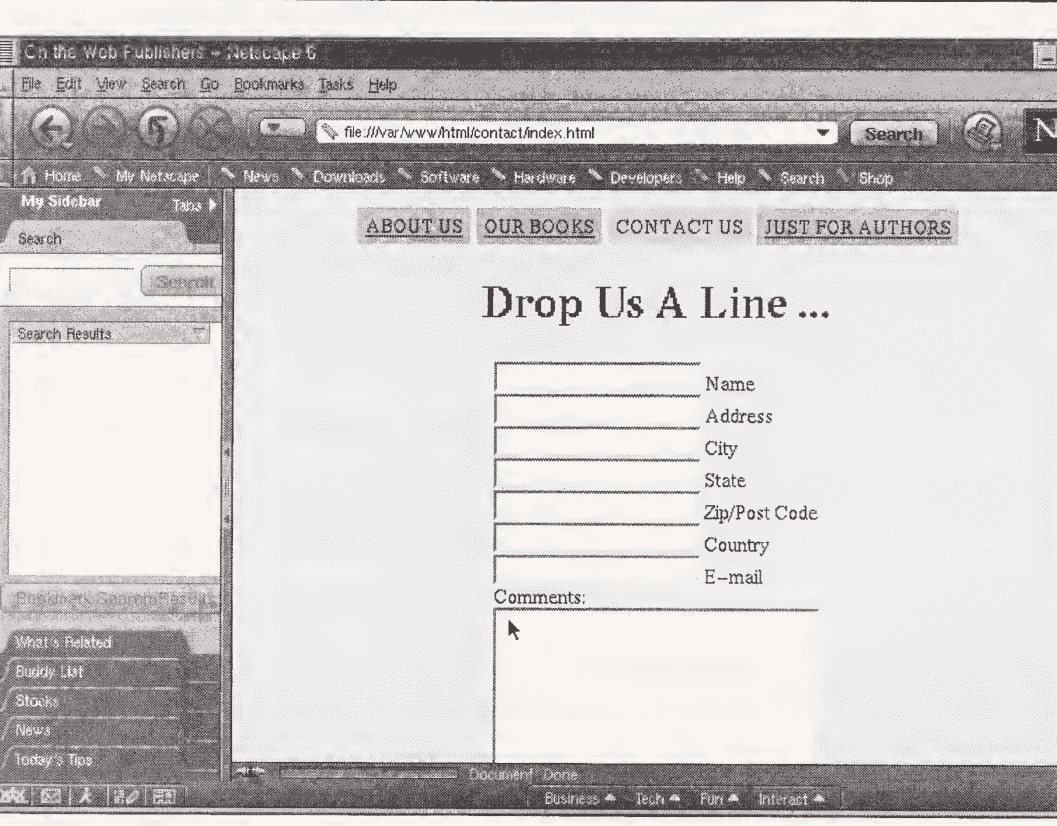 On the Web Publishers – Netscape 6
File Edit View Search Go Bookmarks Tasks Help
file:///var/www/html/contact/index.html Search N
Home My Netscape News Downloads Software Hardware Developers Help Search Shop
My Sidebar Tabs
Search
Search
Search Results
What's Related
Buddy List
Stocks
News
Today's Tips
ABOUT US OUR BOOKS CONTACT US JUST FOR AUTHORS
Drop Us A Line ...
Name
Address
City
State
Zip/Post Code
Country
E-mail
Comments:
Document: Done
Business Tech Fun Interact